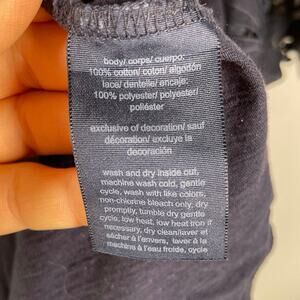 body/ corps/ cuerpo:
100% cotton/ coton/ algodón
lace/ dentelle/ encaje:
100% polyester/ polyester/
poliéster
exclusive of decoration/ sauf
décoration/ excluye la
decoración
wash and dry inside out,
machine wash cold, gentle
cycle, wash with like colors,
non-chlorine bleach only, dry
promptly, tumble dry gentle
cycle, low heat, low heat iron if
necessary, dry clean/laver et
sécher à l'envers, laver à la
machine à l'eau froide, cycle